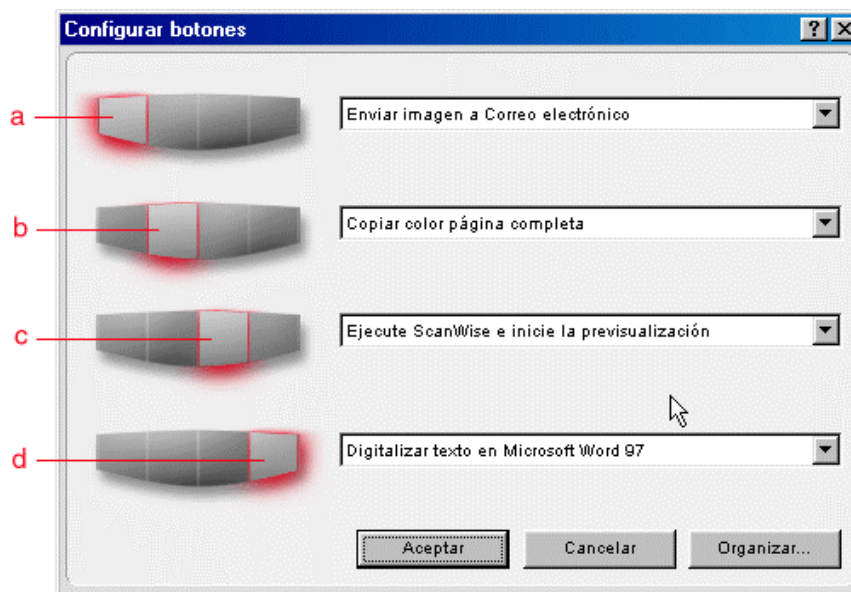 Configurar botones
a
Enviar imagen a Correo electrónico
b
Copiar color página completa
c
Ejecute ScanWise e inicie la previsualización
d
Digitalizar texto en Microsoft Word 97
Aceptar
Cancelar
Organizar...